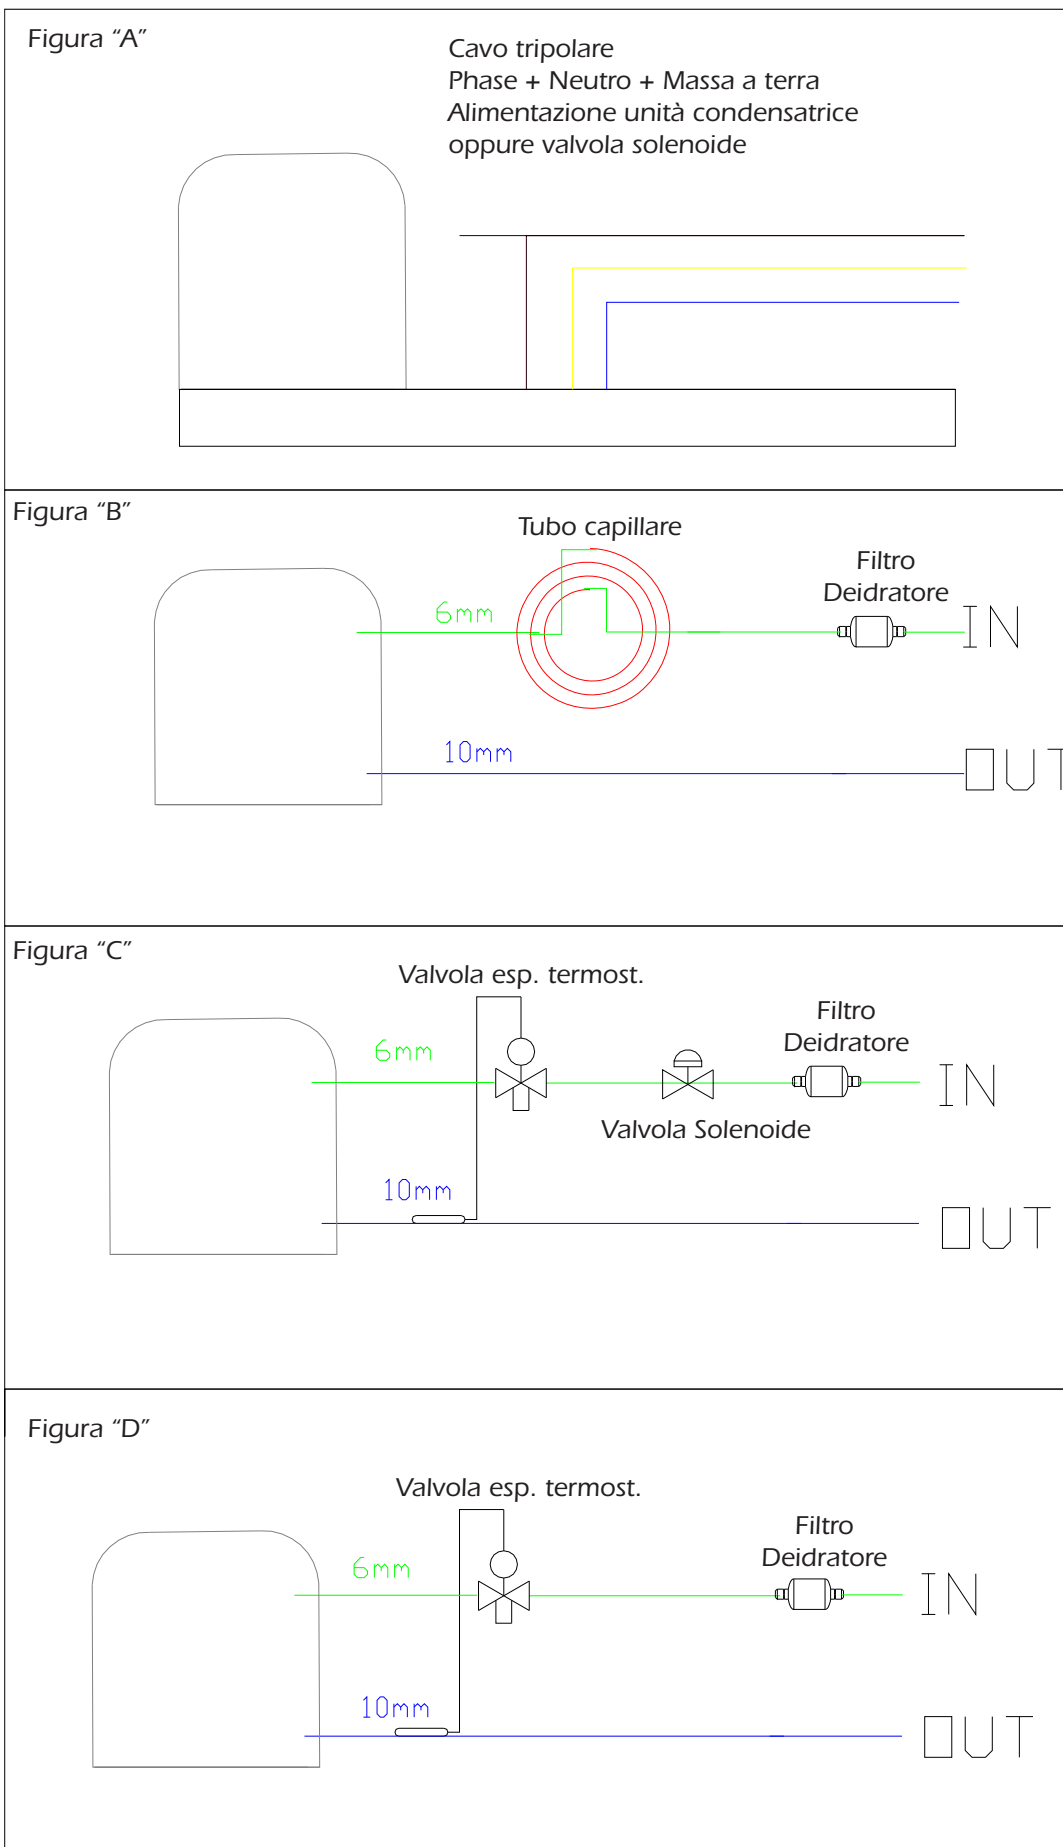 Figura “A”
Cavo tripolare
Phase + Neutro + Massa a terra
Alimentazione unità condensatrice
oppure valvola solenoide
Figura “B”
Tubo capillare
Filtro
Deidratore
6mm
IN
10mm
OUT
Figura “C”
Valvola esp. termost.
Filtro
Deidratore
6mm
IN
Valvola Solenoide
10mm
OUT
Figura “D”
Valvola esp. termost.
Filtro
Deidratore
6mm
IN
10mm
OUT